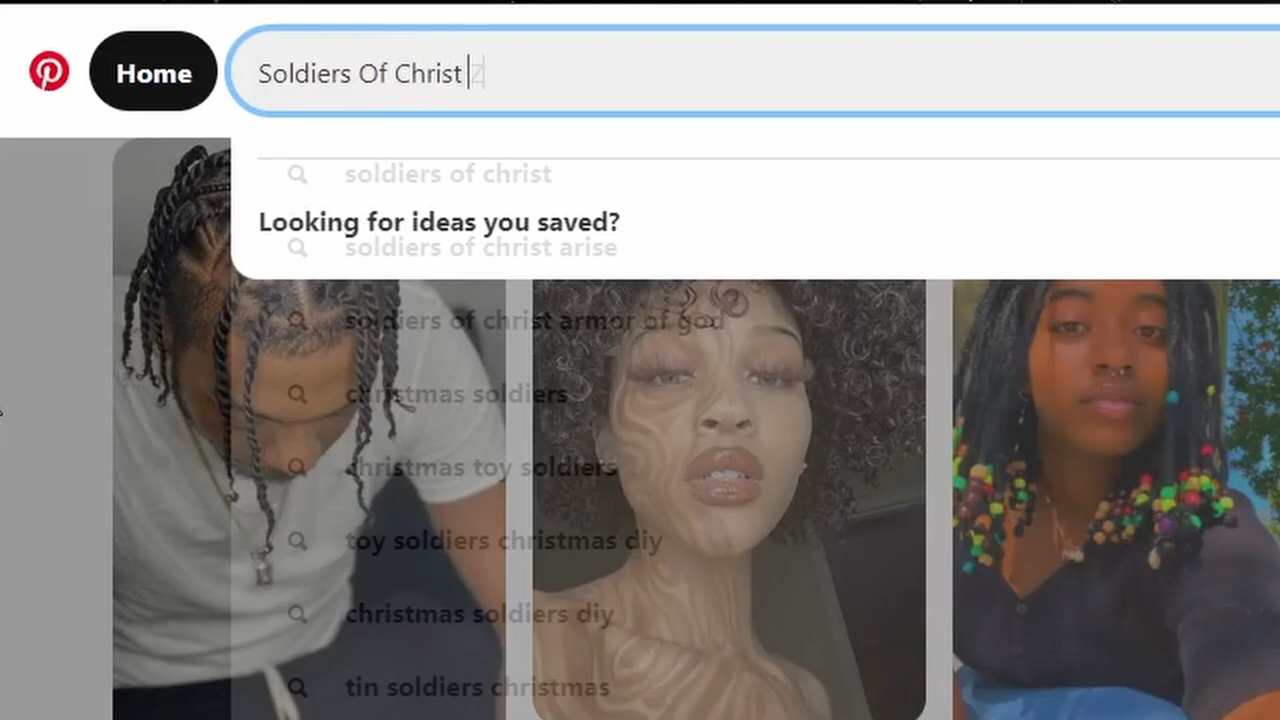 Home
Soldiers Of Christ Z
soldiers of christ
Looking for ideas you saved?
soldiers of christ arise
soldiers of christ armor of god
christmas soldiers
christmas toy soldiers
toy soldiers christmas diy
christmas soldiers diy
tin soldiers christmas